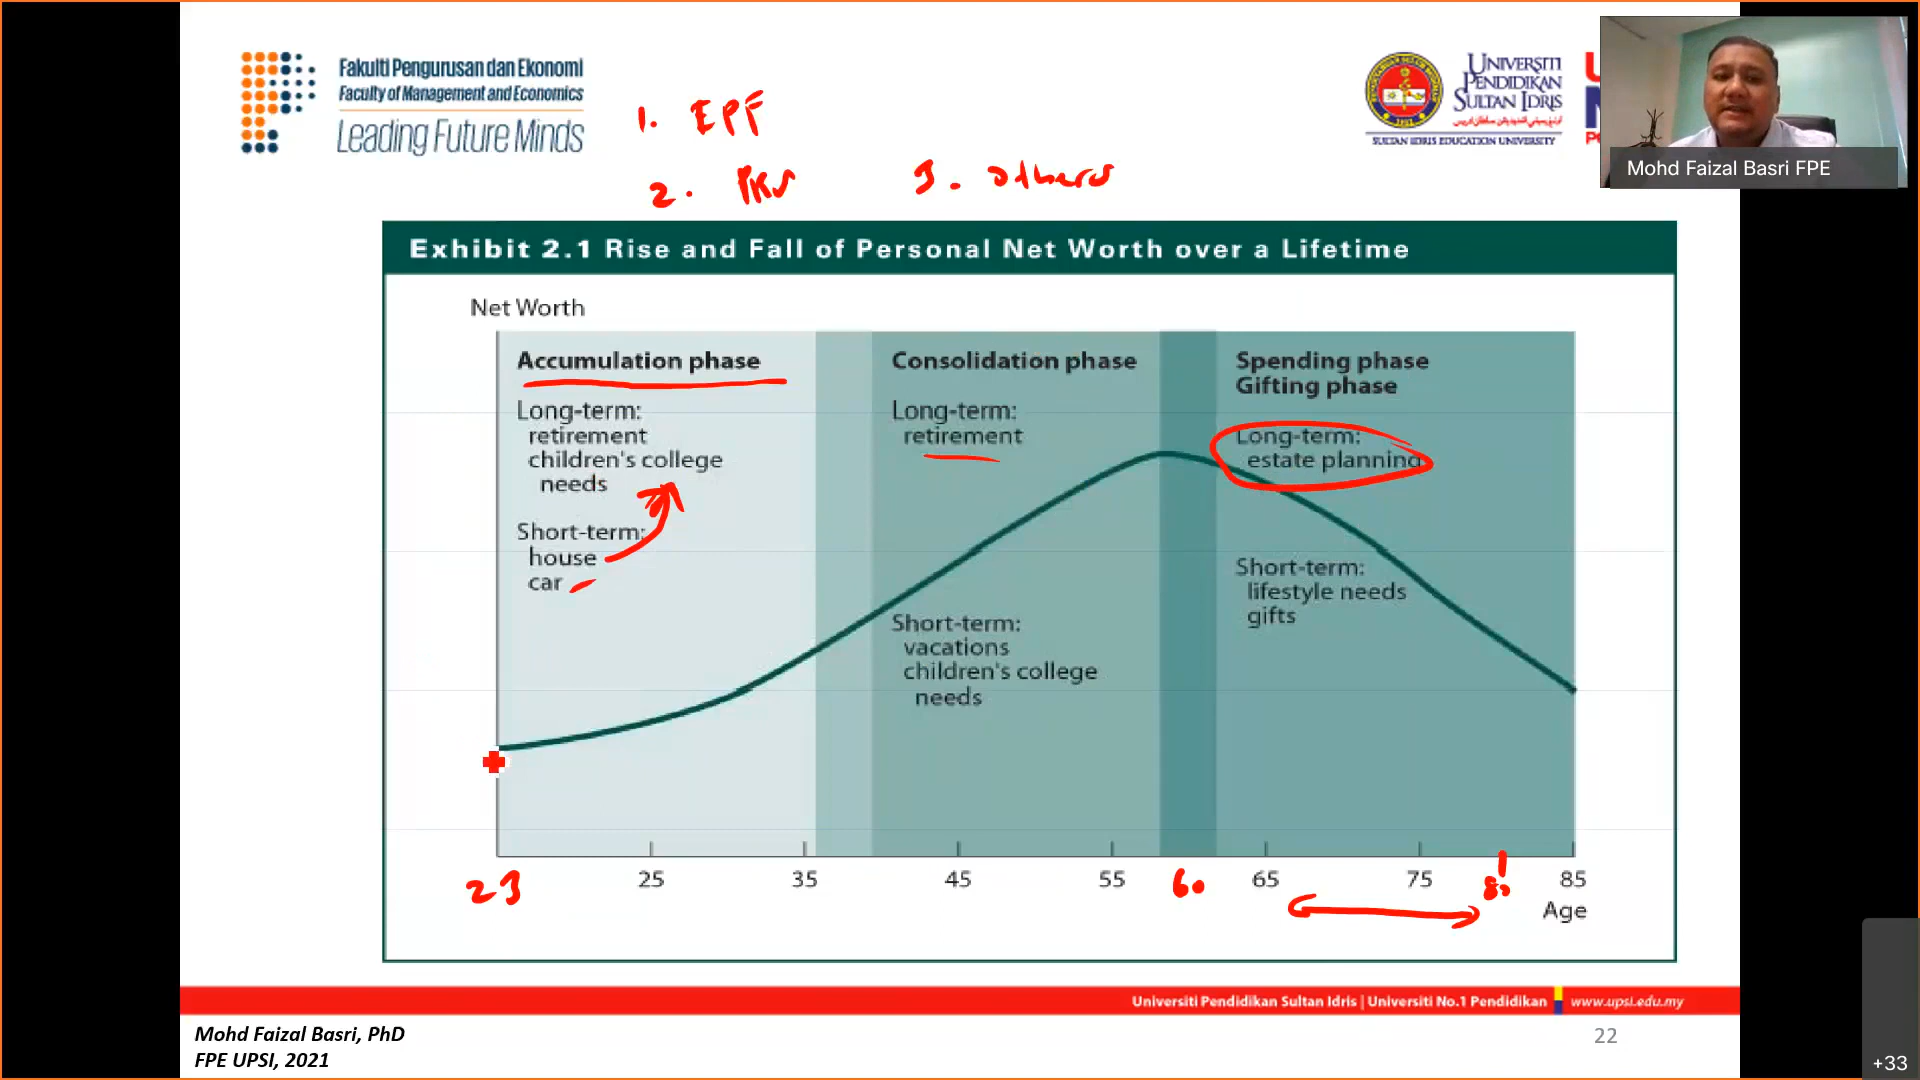 Fakulti Pengurusan dan Ekonomi
Faculty of Management and Economics
Leading Future Minds
UNIVERSITI
PENDIDIKAN
SULTAN IDRIS
SULTAN IDRIS EDUCATION UNIVERSITY
Mohd Faizal Basri FPE
1. EPF
2.
3. others
Exhibit 2.1 Rise and Fall of Personal Net Worth over a Lifetime
Net Worth
Accumulation phase
Long-term:
retirement
children's college
needs
Short-term:
house
car
Consolidation phase
Long-term:
retirement
Short-term:
vacations
children's college
needs
Spending phase
Gifting phase
Long-term:
estate planning
Short-term:
lifestyle needs
gifts
23 25 35 45 55 60 65 75 85
Age
Universiti Pendidikan Sultan Idris | Universiti No.1 Pendidikan www.upsi.edu.my
Mohd Faizal Basri, PhD
FPE UPSI, 2021
22
+33